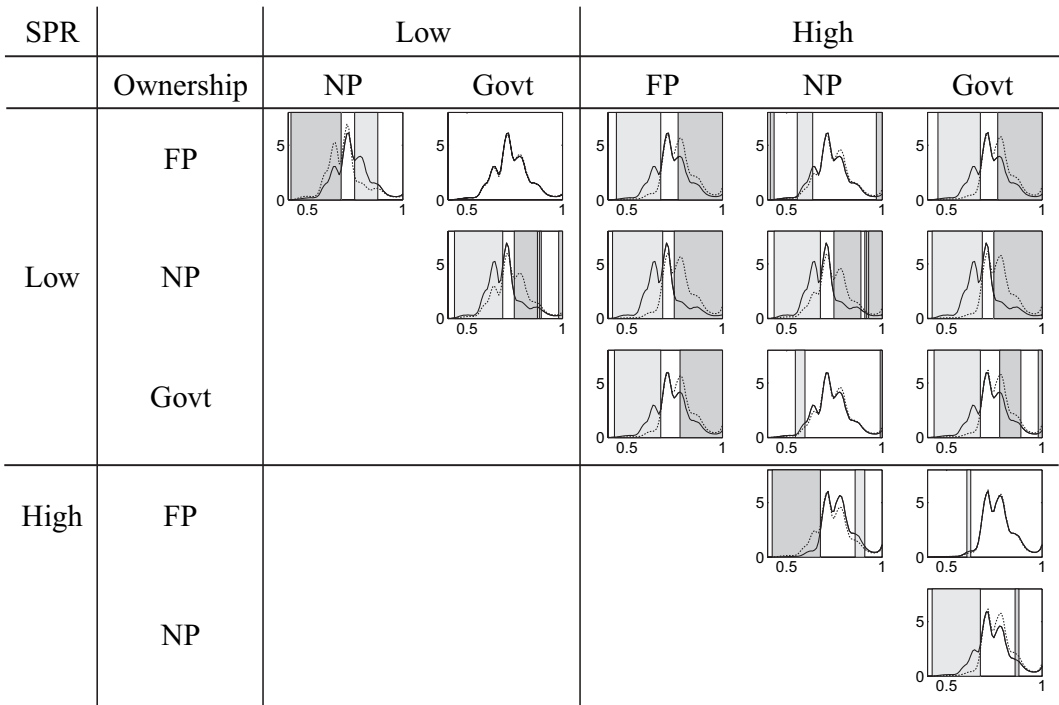 SPR Low High
Ownership NP Govt FP NP Govt
FP
5 5 5 5 5
0 0 0 0 0
0.5 1 0.5 1 0.5 1 0.5 1 0.5 1
Low NP
5 5 5 5
0 0 0 0
0.5 1 0.5 1 0.5 1 0.5 1
Govt
5 5 5
0 0 0
0.5 1 0.5 1 0.5 1
High FP
5 5
0 0
0.5 1 0.5 1
NP
5
0
0.5 1